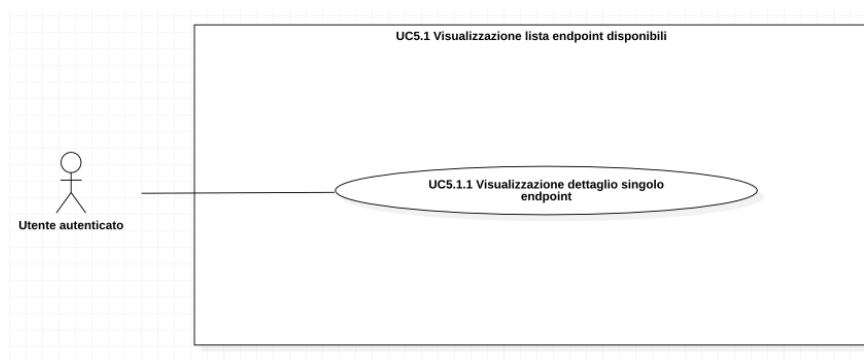 UC5.1 Visualizzazione lista endpoint disponibili
UC5.1.1 Visualizzazione dettaglio singolo
endpoint
Utente autenticato